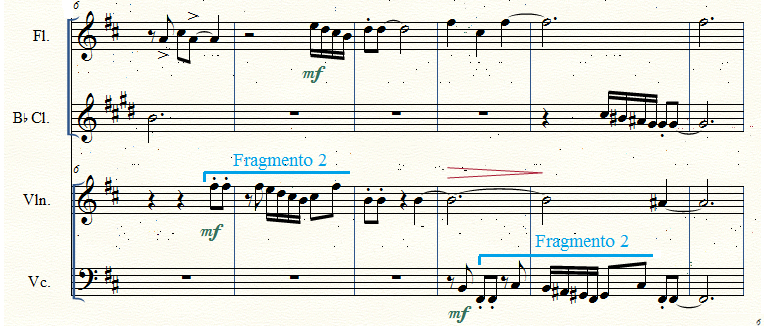 6
Fl.
mf
B♭ Cl.
Fragmento 2
6
Vln.
mf
Fragmento 2
Vc.
mf
6